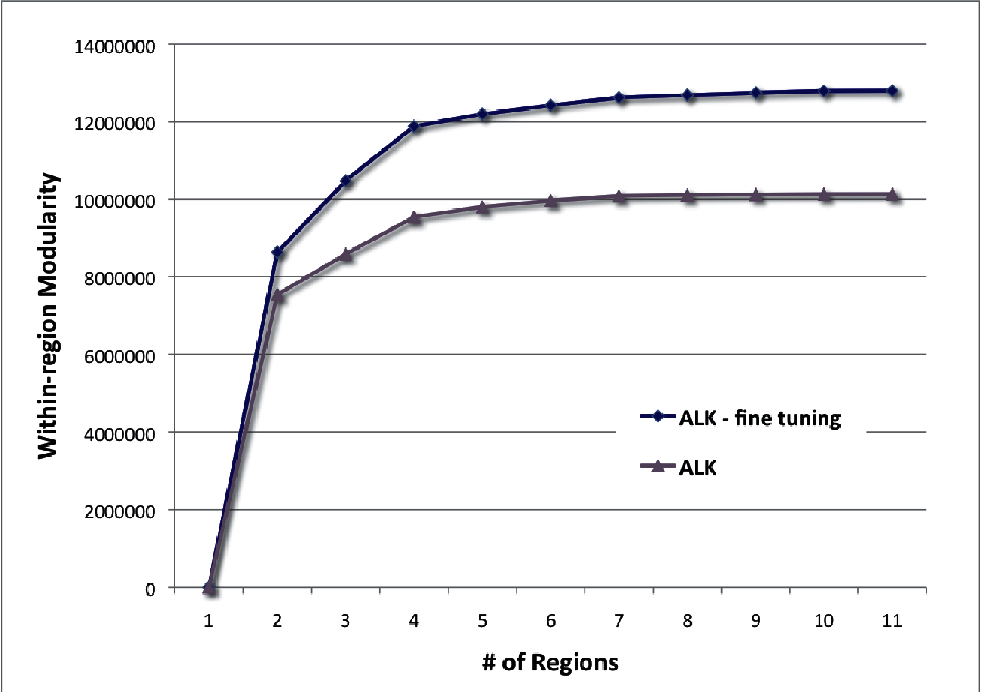 14000000
12000000
10000000
8000000
6000000
4000000
2000000
0
Within-region Modularity
ALK - fine tuning
ALK
1 2 3 4 5 6 7 8 9 10 11
# of Regions